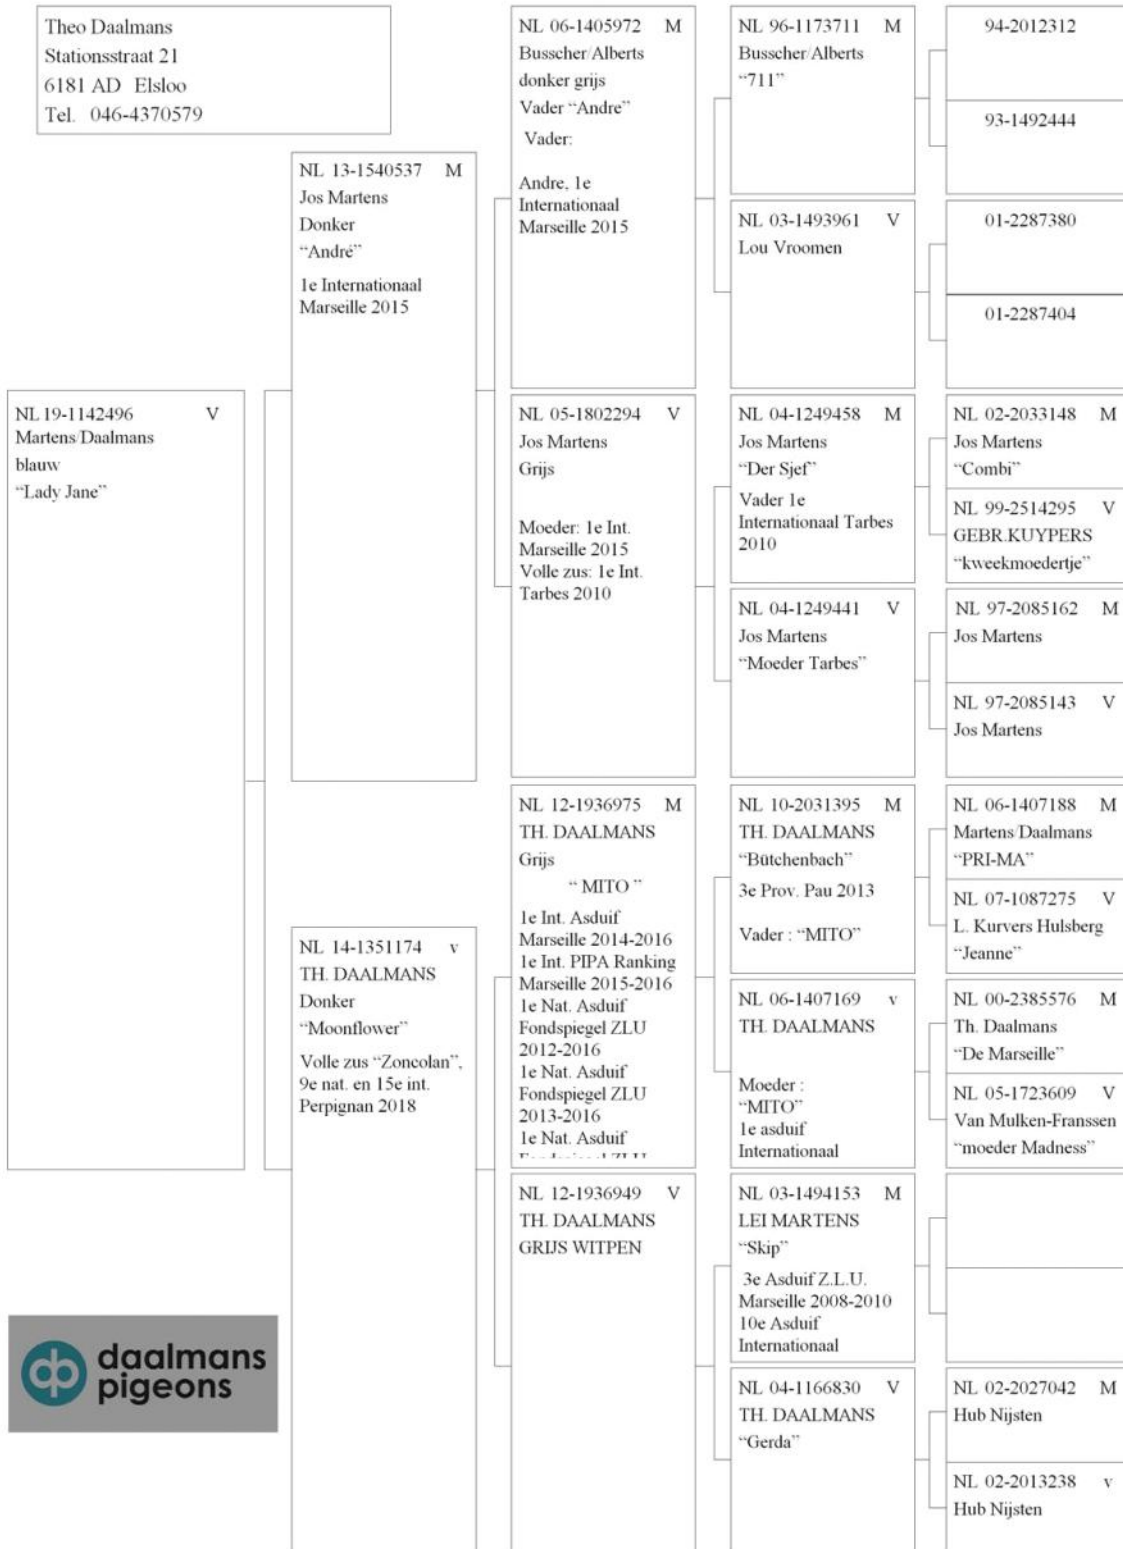 Theo Daalmans
Stationsstraat 21
6181 AD Elsloo
Tel. 046-4370579
NL 19-1142496 V
Martens/Daalmans
blauw
“Lady Jane”
NL 13-1540537 M
Jos Martens
Donker
“André”
1e Internationaal
Marseille 2015
NL 14-1351174 v
TH. DAALMANS
Donker
“Moonflower”
Volle zus “Zoncolan”,
9e nat. en 15e int.
Perpignan 2018
NL 06-1405972 M
Busscher/Alberts
donker grijs
Vader “Andre”
Vader:
Andre, 1e
Internationaal
Marseille 2015
NL 05-1802294 V
Jos Martens
Grijs
Moeder: 1e Int.
Marseille 2015
Volle zus: 1e Int.
Tarbes 2010
NL 12-1936975 M
TH. DAALMANS
Grijs
“ MITO ”
1e Int. Asduif
Marseille 2014-2016
1e Int. PIPA Ranking
Marseille 2015-2016
1e Nat. Asduif
Fondspiegel ZLU
2012-2016
1e Nat. Asduif
Fondspiegel ZLU
2013-2016
1e Nat. Asduif
NL 12-1936949 V
TH. DAALMANS
GRIJS WITPEN
NL 96-1173711 M
Busscher/Alberts
“711”
NL 03-1493961 V
Lou Vroomen
NL 04-1249458 M
Jos Martens
“Der Sjef”
Vader 1e
Internationaal Tarbes
2010
NL 04-1249441 V
Jos Martens
“Moeder Tarbes”
NL 10-2031395 M
TH. DAALMANS
“Bütchenbach”
3e Prov. Pau 2013
Vader : “MITO”
NL 06-1407169 v
TH. DAALMANS
Moeder :
“MITO”
1e asduif
Internationaal
NL 03-1494153 M
LEI MARTENS
“Skip”
3e Asduif Z.L.U.
Marseille 2008-2010
10e Asduif
Internationaal
NL 04-1166830 V
TH. DAALMANS
“Gerda”
94-2012312
93-1492444
01-2287380
01-2287404
NL 02-2033148 M
Jos Martens
“Combi”
NL 99-2514295 V
GEBR.KUYPERS
“kweekmoedertje”
NL 97-2085162 M
Jos Martens
NL 97-2085143 V
Jos Martens
NL 06-1407188 M
Martens/Daalmans
“PRI-MA”
NL 07-1087275 V
L. Kurvers Hulsberg
“Jeanne”
NL 00-2385576 M
Th. Daalmans
“De Marseille”
NL 05-1723609 V
Van Mulken-Franssen
“moeder Madness”
NL 02-2027042 M
Hub Nijsten
NL 02-2013238 v
Hub Nijsten
daalmans
pigeons